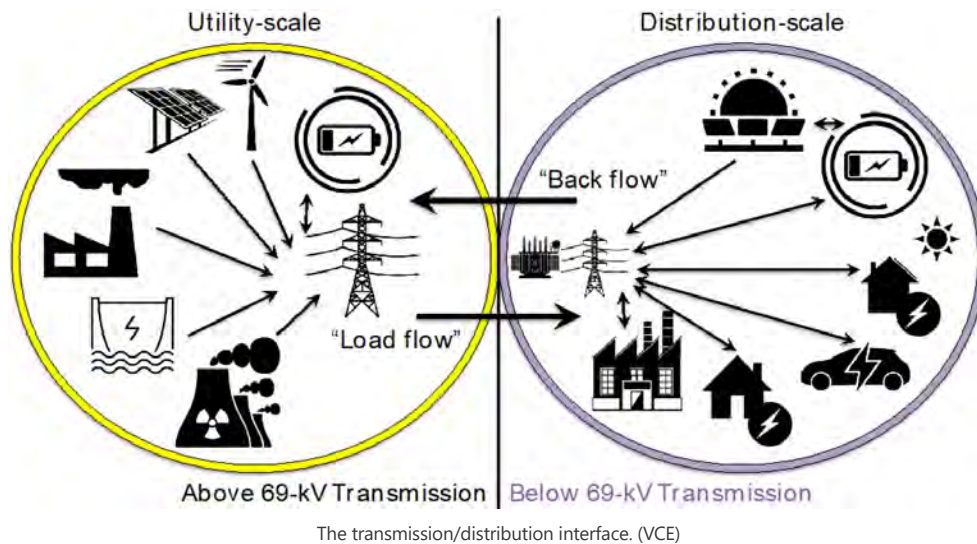 Utility-scale
Distribution-scale
“Back flow”
“Load flow”
Above 69-kV Transmission
Below 69-kV Transmission
The transmission/distribution interface. (VCE)